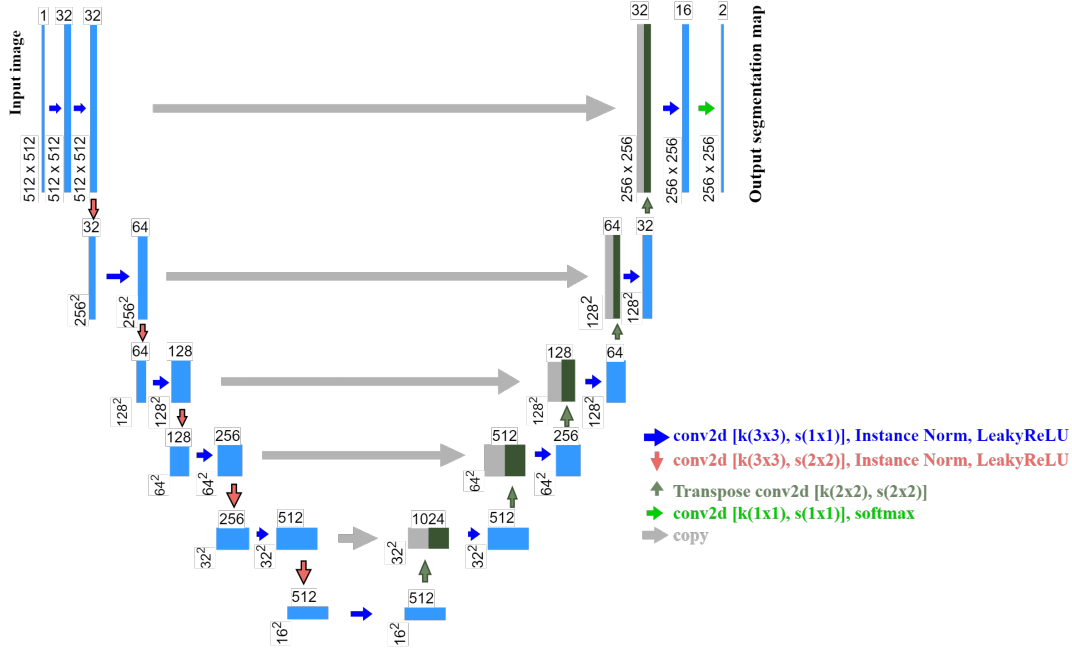 1 32 32
Input image
512 x 512
512 x 512
512 x 512
32 16 2
256 x 256
256 x 256
256 x 256
Output segmentation map
32 64
256²
256²
64 32
128²
128²
64 128
128²
128²
128 64
128²
128²
128 256
64²
64²
512 256
64²
64²
256 512
32²
32²
1024 512
32²
32²
512 512
16²
16²
conv2d [k(3x3), s(1x1)], Instance Norm, LeakyReLU
conv2d [k(3x3), s(2x2)], Instance Norm, LeakyReLU
Transpose conv2d [k(2x2), s(2x2)]
conv2d [k(1x1), s(1x1)], softmax
copy